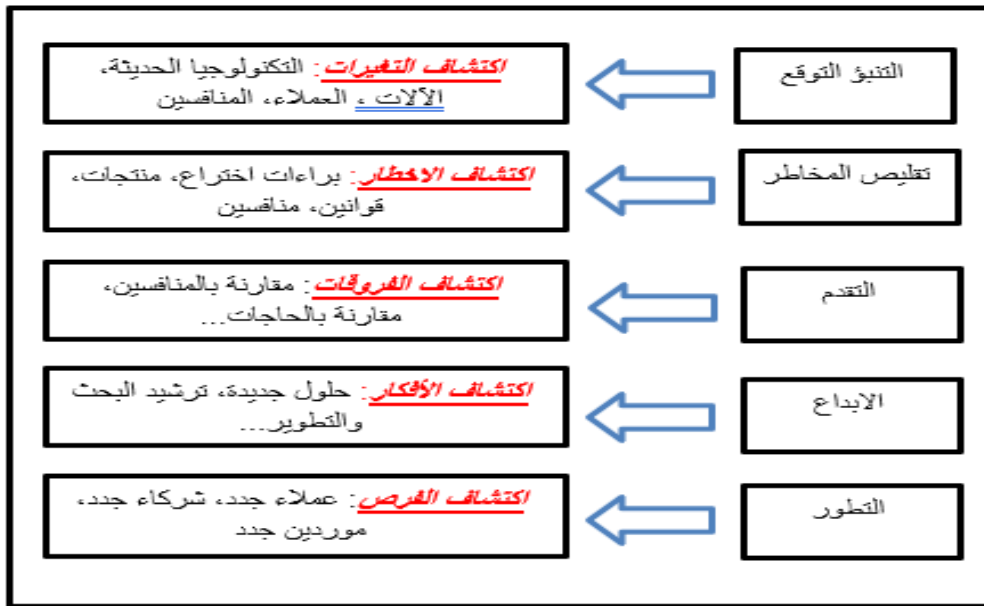 التنبؤ التوقع
اكتشاف التغيرات: التكنولوجيا الحديثة،
الآلات ، العملاء، المنافسين
تقليص المخاطر
اكتشاف الاخطار: براءات اختراع، منتجات،
قوانين، منافسين
التقدم
اكتشاف الفروقات: مقارنة بالمنافسين،
مقارنة بالحاجات...
الابداع
اكتشاف الأفكار: حلول جديدة، ترشيد البحث
والتطوير...
التطور
اكتشاف الفرص: عملاء جدد، شركاء جدد،
موردين جدد